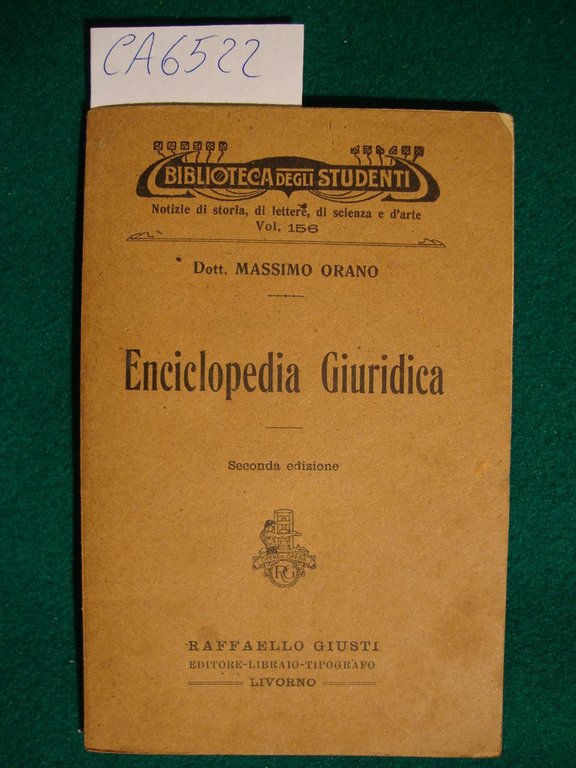 CA6522
BIBLIOTECA DEGLI STUDENTI
Notizie di storia, di lettere, di scienza e d'arte
Vol. 156
Dott. MASSIMO ORANO
Enciclopedia Giuridica
Seconda edizione
RG
RAFFAELLO GIUSTI
EDITORE-LIBRAIO-TIPOGRAFO
LIVORNO